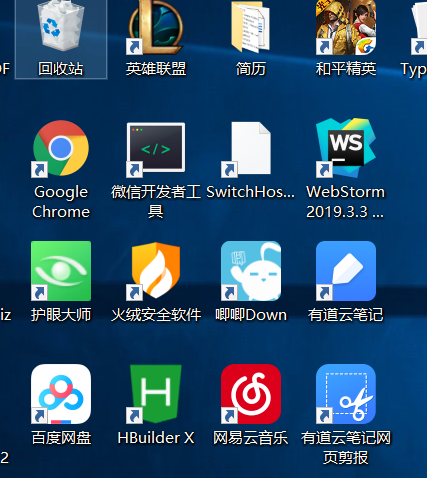 DF
回收站
英雄联盟
简历
和平精英
Typ
Google
Chrome
微信开发者工
具
SwitchHos...
WebStorm
2019.3.3 ...
WS
</>
iz
护眼大师
火绒安全软件
唧唧Down
有道云笔记
H
2
百度网盘
HBuilder X
网易云音乐
有道云笔记网
页剪报